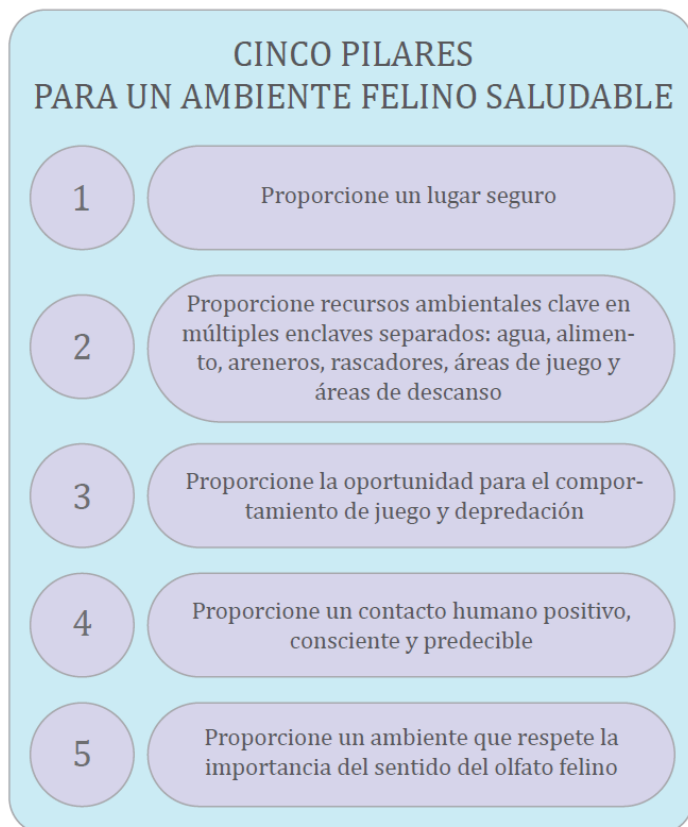 CINCO PILARES
PARA UN AMBIENTE FELINO SALUDABLE
1
Proporcione un lugar seguro
2
Proporcione recursos ambientales clave en
múltiples enclaves separados: agua, alimen-
to, areneros, rascadores, áreas de juego y
áreas de descanso
3
Proporcione la oportunidad para el compor-
tamiento de juego y depredación
4
Proporcione un contacto humano positivo,
consciente y predecible
5
Proporcione un ambiente que respete la
importancia del sentido del olfato felino